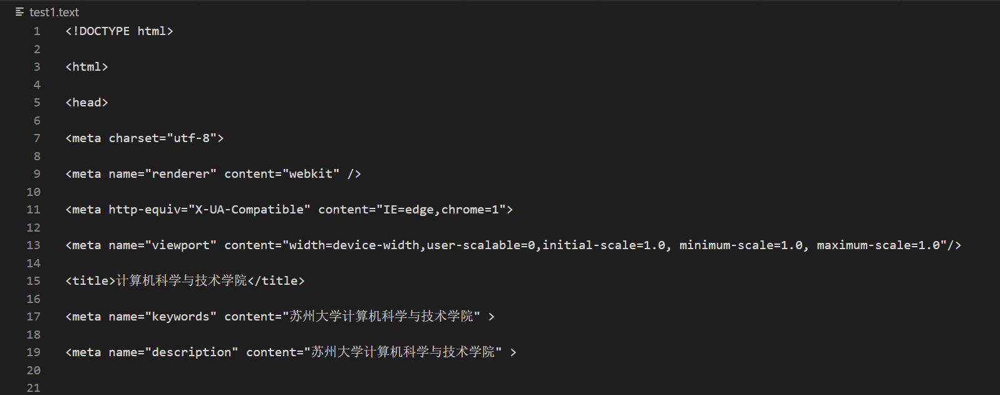 test1.text
1 <!DOCTYPE html>
2
3 <html>
4
5 <head>
6
7 <meta charset="utf-8">
8
9 <meta name="renderer" content="webkit" />
10
11 <meta http-equiv="X-UA-Compatible" content="IE=edge,chrome=1">
12
13 <meta name="viewport" content="width=device-width,user-scalable=0,initial-scale=1.0, minimum-scale=1.0, maximum-scale=1.0"/>
14
15 <title>计算机科学与技术学院</title>
16
17 <meta name="keywords" content="苏州大学计算机科学与技术学院" >
18
19 <meta name="description" content="苏州大学计算机科学与技术学院" >
20
21